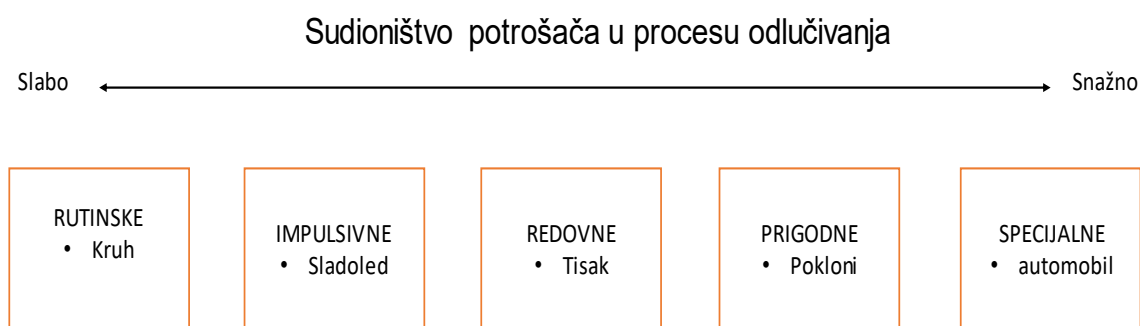 Sudioništvo potrošača u procesu odlučivanja
Slabo
Snažno
RUTINSKE
• Kruh
IMPULSIVNE
• Sladoled
REDOVNE
• Tisak
PRIGODNE
• Pokloni
SPECIJALNE
• automobil